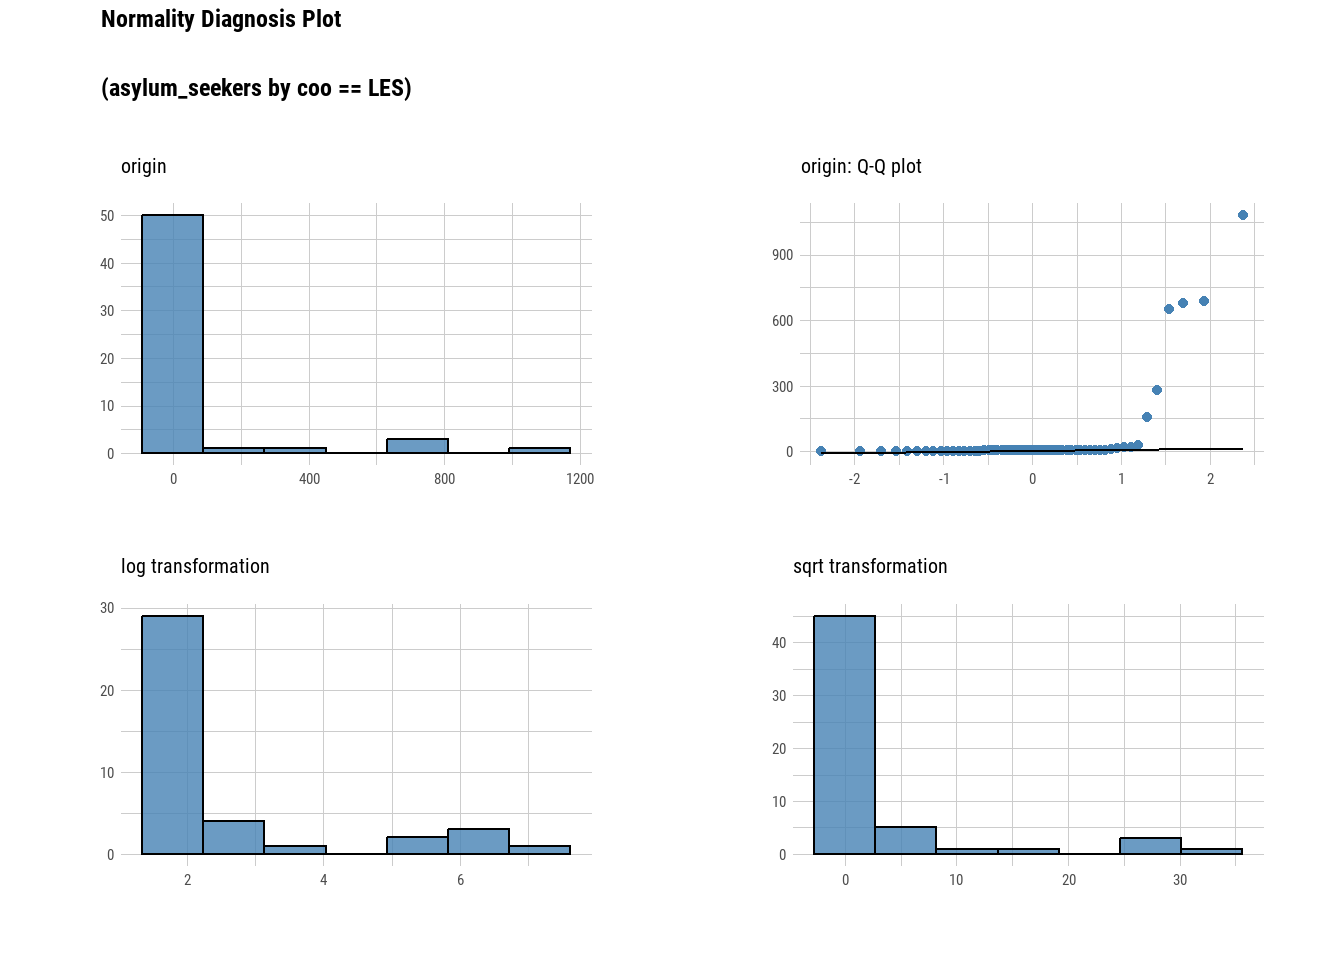 Normality Diagnosis Plot
(asylum_seekers by coo == LES)
origin
50
40
30
20
10
0
0 400 800 1200
origin: Q-Q plot
900
600
300
0
-2 -1 0 1 2
log transformation
30
20
10
0
2 4 6
sqrt transformation
40
30
20
10
0
0 10 20 30